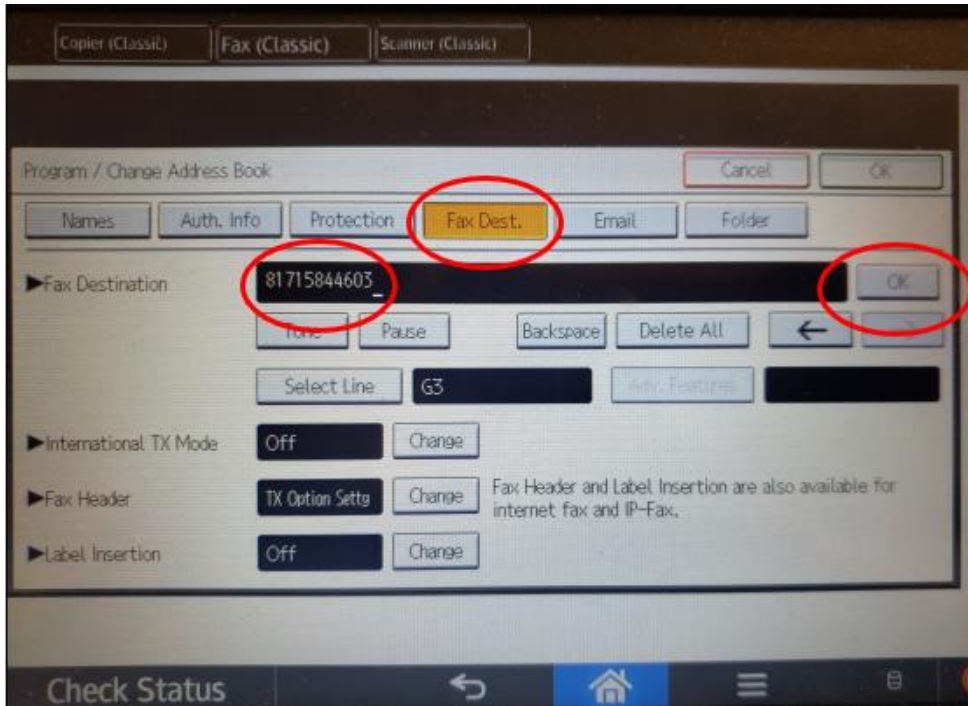 Copier (Classic) Fax (Classic) Scanner (Classic)
Program / Change Address Book Cancel OK
Names Auth. Info Protection Fax Dest. Email Folder
▶Fax Destination 81715844603_ OK
Tone Pause Backspace Delete All ←
Select Line G3 Adv. Features
▶International TX Mode Off Change
▶Fax Header TX Option Settg Change Fax Header and Label Insertion are also available for
internet fax and IP-Fax.
▶Label Insertion Off Change
Check Status